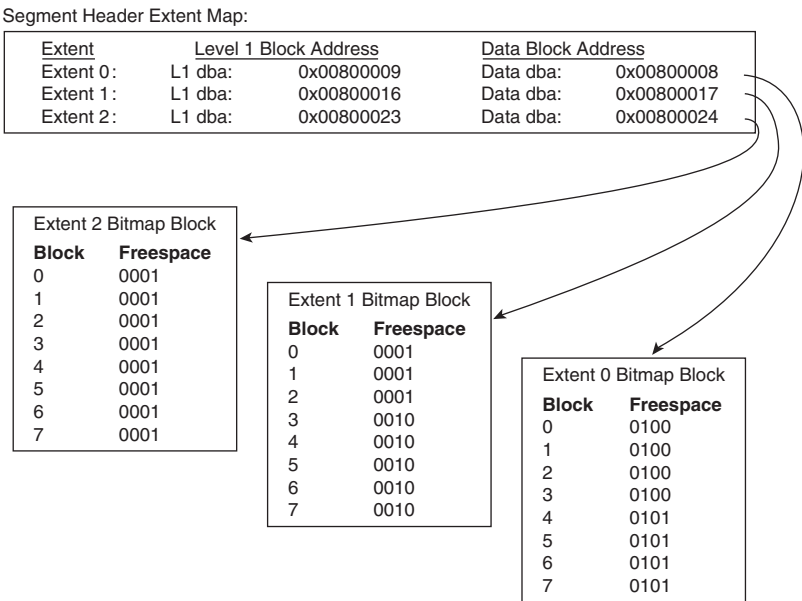 Segment Header Extent Map:
Extent Level 1 Block Address Data Block Address
Extent 0: L1 dba: 0x00800009 Data dba: 0x00800008
Extent 1: L1 dba: 0x00800016 Data dba: 0x00800017
Extent 2: L1 dba: 0x00800023 Data dba: 0x00800024
Extent 2 Bitmap Block
Block Freespace
0 0001
1 0001
2 0001
3 0001
4 0001
5 0001
6 0001
7 0001
Extent 1 Bitmap Block
Block Freespace
0 0001
1 0001
2 0001
3 0010
4 0010
5 0010
6 0010
7 0010
Extent 0 Bitmap Block
Block Freespace
0 0100
1 0100
2 0100
3 0100
4 0101
5 0101
6 0101
7 0101